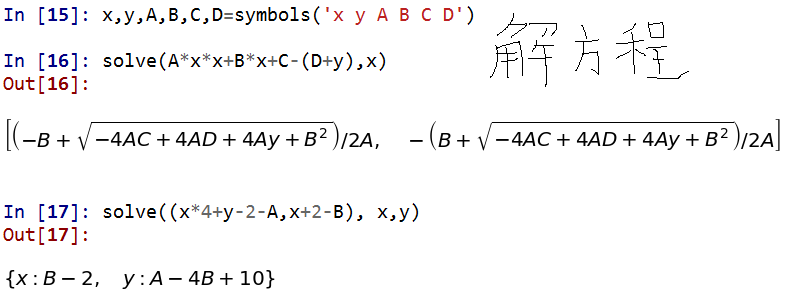 In [15]: x,y,A,B,C,D=symbols('x y A B C D')
解方程
In [16]: solve(A*x*x+B*x+C-(D+y),x)
Out[16]:
[(−B + √−4AC + 4AD + 4Ay + B²)/2A, −(B + √−4AC + 4AD + 4Ay + B²)/2A]
In [17]: solve((x*4+y-2-A,x+2-B), x,y)
Out[17]:
{x : B − 2, y : A − 4B + 10}